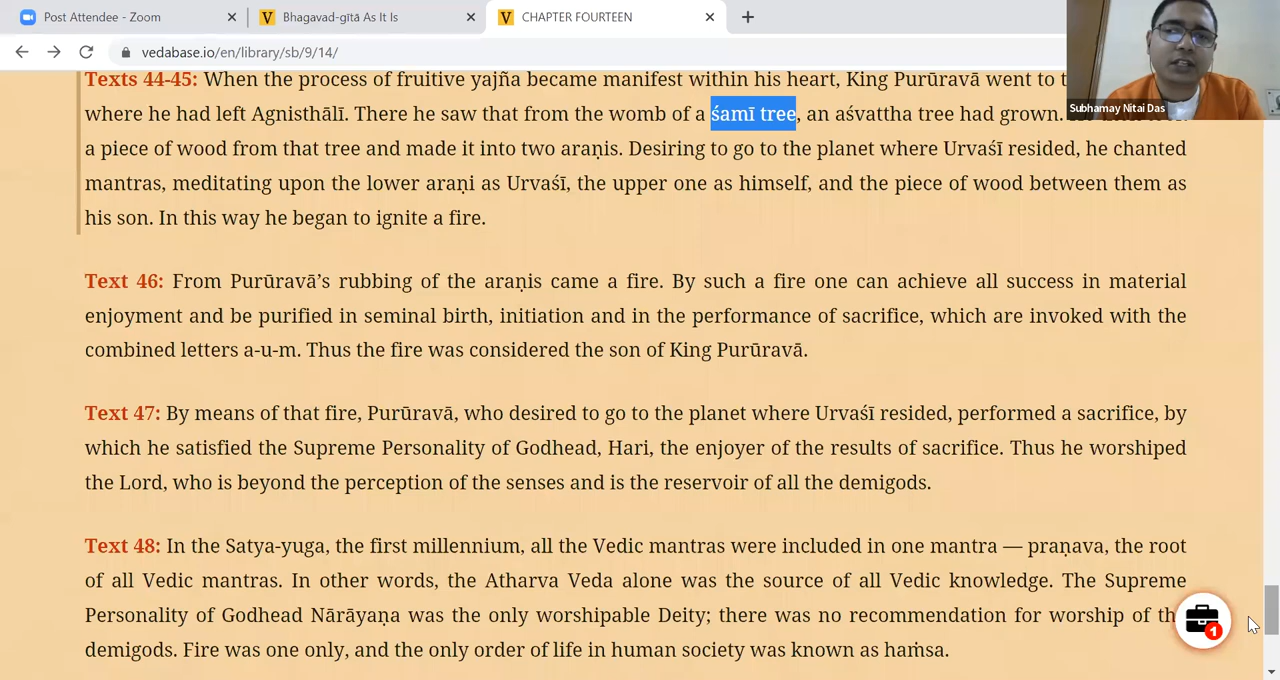 Post Attendee - Zoom
Bhagavad-gītā As It Is
CHAPTER FOURTEEN
vedabase.io/en/library/sb/9/14/
Subhamay Nitai Das
Texts 44-45: When the process of fruitive yajña became manifest within his heart, King Purūravā went to
where he had left Agnisthālī. There he saw that from the womb of a śamī tree, an aśvattha tree had grown.
a piece of wood from that tree and made it into two araṇis. Desiring to go to the planet where Urvaśī resided, he chanted
mantras, meditating upon the lower araṇi as Urvaśī, the upper one as himself, and the piece of wood between them as
his son. In this way he began to ignite a fire.
Text 46: From Purūravā’s rubbing of the araṇis came a fire. By such a fire one can achieve all success in material
enjoyment and be purified in seminal birth, initiation and in the performance of sacrifice, which are invoked with the
combined letters a-u-m. Thus the fire was considered the son of King Purūravā.
Text 47: By means of that fire, Purūravā, who desired to go to the planet where Urvaśī resided, performed a sacrifice, by
which he satisfied the Supreme Personality of Godhead, Hari, the enjoyer of the results of sacrifice. Thus he worshiped
the Lord, who is beyond the perception of the senses and is the reservoir of all the demigods.
Text 48: In the Satya-yuga, the first millennium, all the Vedic mantras were included in one mantra — praṇava, the root
of all Vedic mantras. In other words, the Atharva Veda alone was the source of all Vedic knowledge. The Supreme
Personality of Godhead Nārāyaṇa was the only worshipable Deity; there was no recommendation for worship of
demigods. Fire was one only, and the only order of life in human society was known as haṁsa.
1